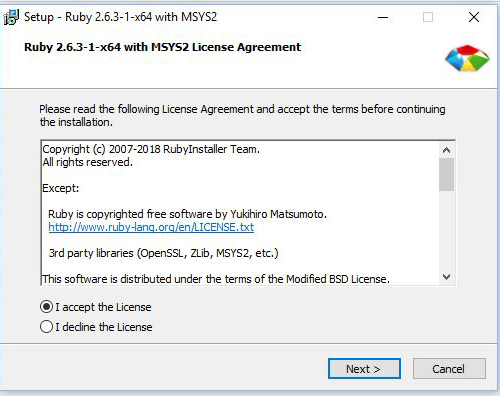 Setup - Ruby 2.6.3-1-x64 with MSYS2
Ruby 2.6.3-1-x64 with MSYS2 License Agreement
Please read the following License Agreement and accept the terms before continuing
the installation.
Copyright (c) 2007-2018 RubyInstaller Team.
All rights reserved.
Except:
Ruby is copyrighted free software by Yukihiro Matsumoto.
http://www.ruby-lang.org/en/LICENSE.txt
3rd party libraries (OpenSSL, ZLib, MSYS2, etc.)
This software is distributed under the terms of the Modified BSD License.
I accept the License
I decline the License
Next >
Cancel